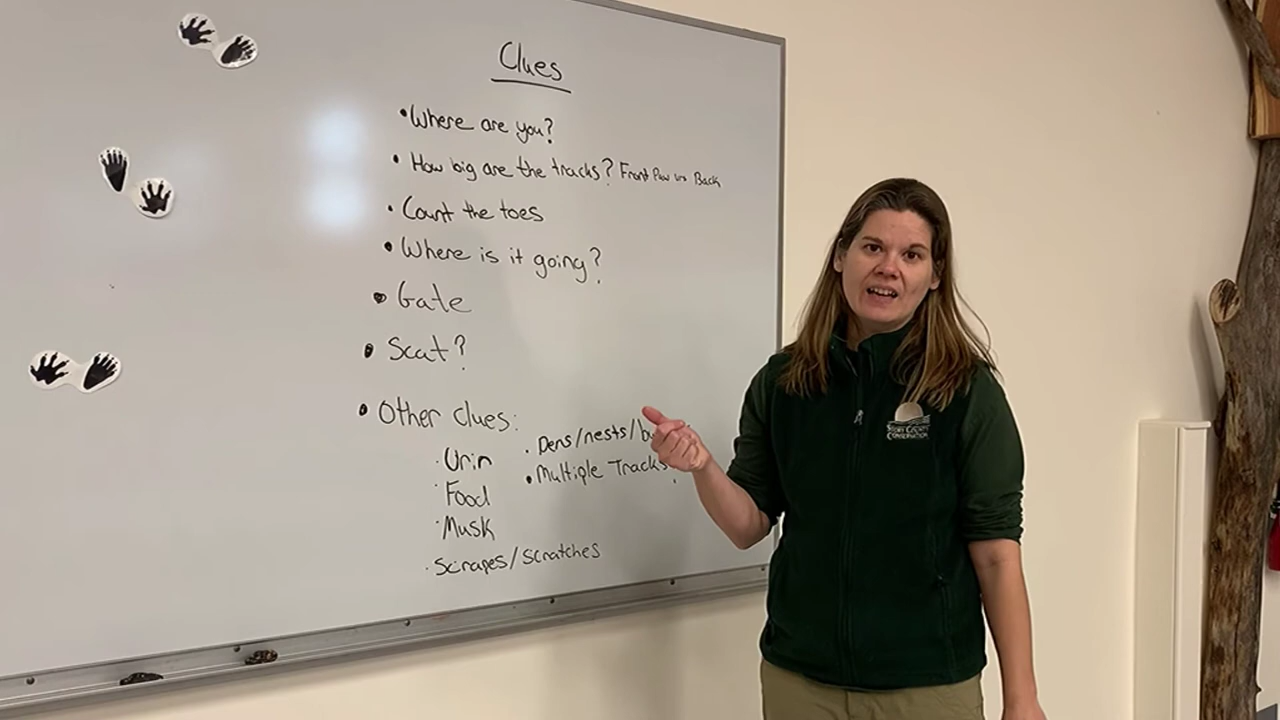 Clues
• Where are you?
• How big are the tracks? Front Paw vs Back
• Count the toes
• Where is it going?
• Gate
• Scat?
• Other clues:
· Urin
· Food
· Musk
· Scrapes/Scratches
• Dens/nests/
• Multiple Tracks
CONSERVATION